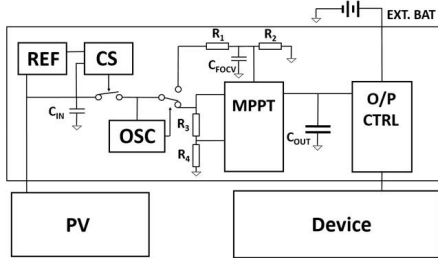 EXT. BAT
REF
CS
R1
R2
CFOCV
CIN
OSC
R3
R4
MPPT
COUT
O/P
CTRL
PV
Device